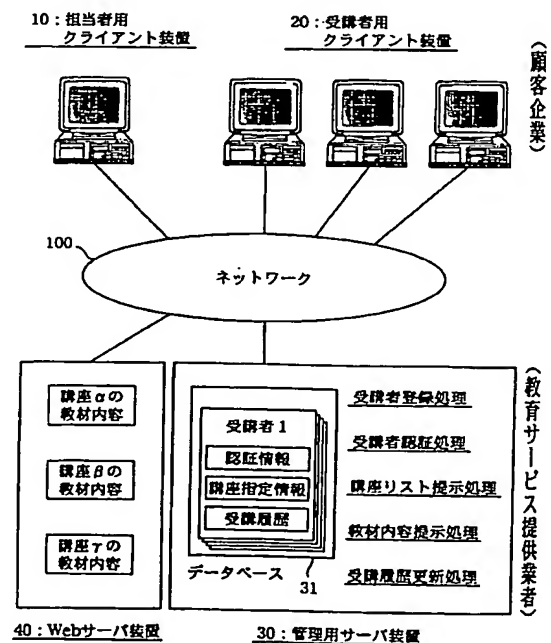 10：担当者用
クライアント装置
20：受講者用
クライアント装置
（顧客企業）
100
ネットワーク
講座αの
教材内容
講座βの
教材内容
講座γの
教材内容
受講者1
認証情報
講座指定情報
受講履歴
データベース
31
受講者登録処理
受講者認証処理
講座リスト提示処理
教材内容提示処理
受講履歴更新処理
（教育サービス提供業者）
40：Webサーバ装置
30：管理用サーバ装置